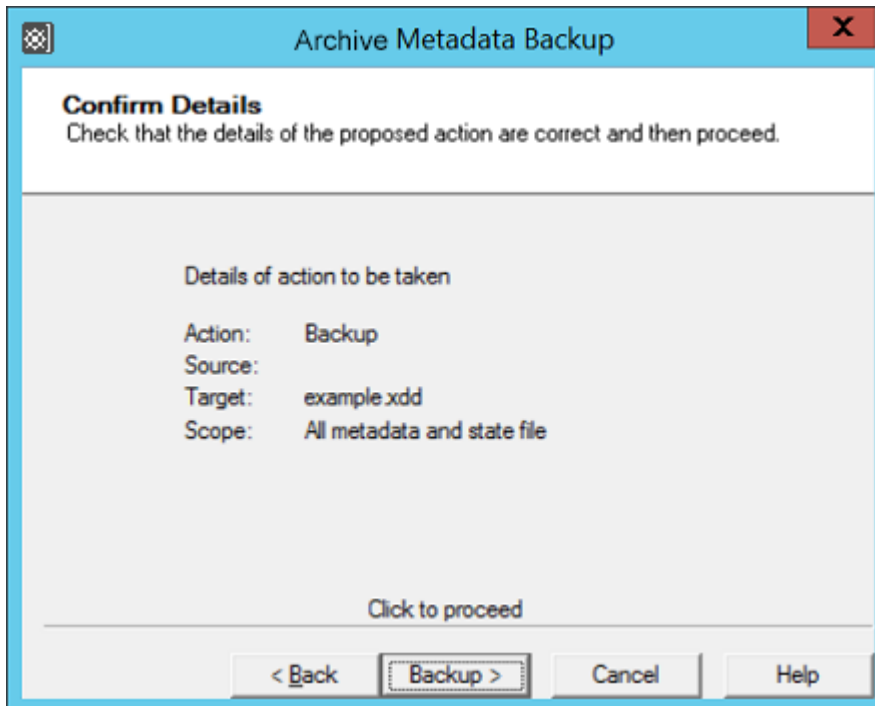 Archive Metadata Backup
X
Confirm Details
Check that the details of the proposed action are correct and then proceed.
Details of action to be taken
Action: Backup
Source:
Target: example.xdd
Scope: All metadata and state file
Click to proceed
< Back Backup > Cancel Help